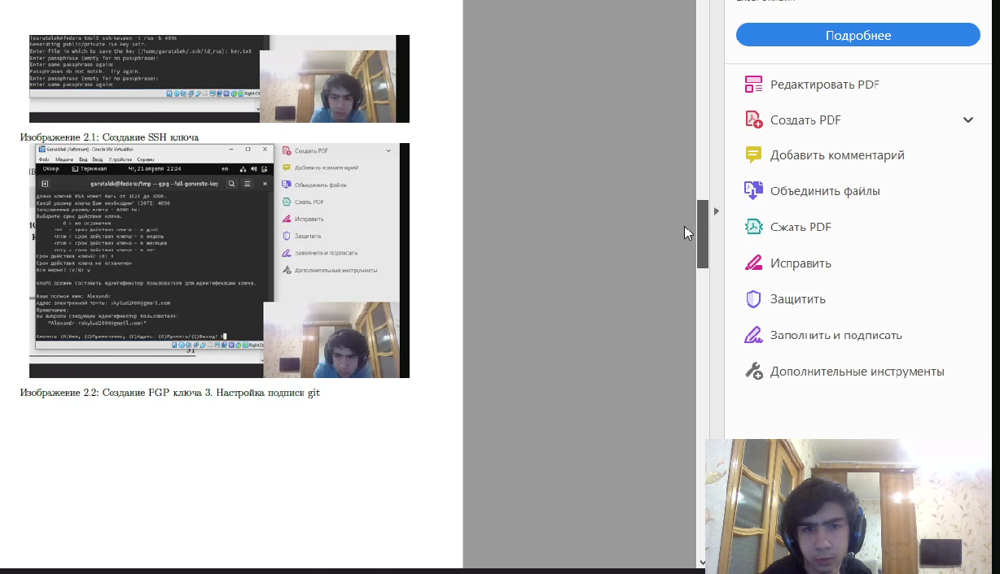 [garutalek@fedora tmp]$ ssh-keygen -t rsa -b 4096
Generating public/private rsa key pair.
Enter file in which to save the key (/home/garutalek/.ssh/id_rsa): key.txt
Enter passphrase (empty for no passphrase):
Enter same passphrase again:
Passphrases do not match. Try again.
Enter passphrase (empty for no passphrase):
Enter same passphrase again:
Изображение 2.1: Создание SSH ключа
GarutAlek [Работает] - Oracle VM VirtualBox
Файл Машина Вид Ввод Устройства Справка
Обзор Терминал Чт, 21 апреля 22:24 en
garutalek@fedora:/tmp — gpg --full-generate-key
длина ключей RSA может быть от 1024 до 4096.
Какой размер ключа Вам необходим? (3072) 4096
Запрошенный размер ключа - 4096 бит
Выберите срок действия ключа.
0 = не ограничен
<n> = срок действия ключа - n дней
<n>w = срок действия ключа - n недель
<n>m = срок действия ключа - n месяцев
<n>y = срок действия ключа - n лет
Срок действия ключа? (0) 0
Срок действия ключа не ограничен
Все верно? (y/N) y
GnuPG должен составить идентификатор пользователя для идентификации ключа.
Ваше полное имя: Alexandr
Адрес электронной почты: skylud2000@gmail.com
Примечание:
Вы выбрали следующий идентификатор пользователя:
"Alexandr <skylud2000@gmail.com>"
Сменить (N)Имя, (C)Примечание, (E)Адрес; (O)Принять/(Q)Выход?
Создать PDF
Добавить комментарий
Объединить файлы
Сжать PDF
Исправить
Защитить
Заполнить и подписать
Дополнительные инструменты
31
Изображение 2.2: Создание PGP ключа 3. Настройка подписи git
Подробнее
Редактировать PDF
Создать PDF
Добавить комментарий
Объединить файлы
Сжать PDF
Исправить
Защитить
Заполнить и подписать
Дополнительные инструменты